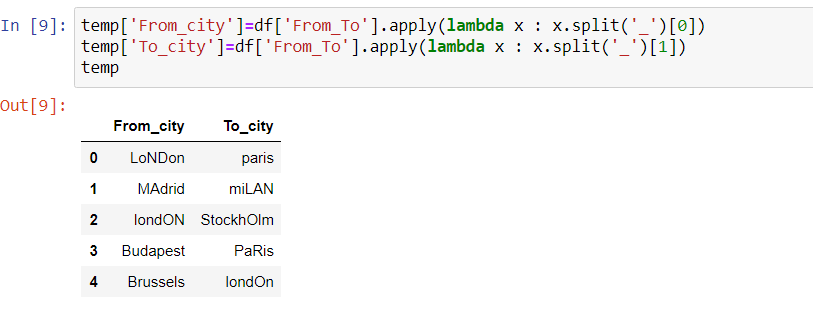 In [9]: temp['From_city']=df['From_To'].apply(lambda x : x.split('_')[0])
temp['To_city']=df['From_To'].apply(lambda x : x.split('_')[1])
temp
Out[9]:
From_city To_city
0 LoNDon paris
1 MAdrid miLAN
2 londON StockhOlm
3 Budapest PaRis
4 Brussels londOn